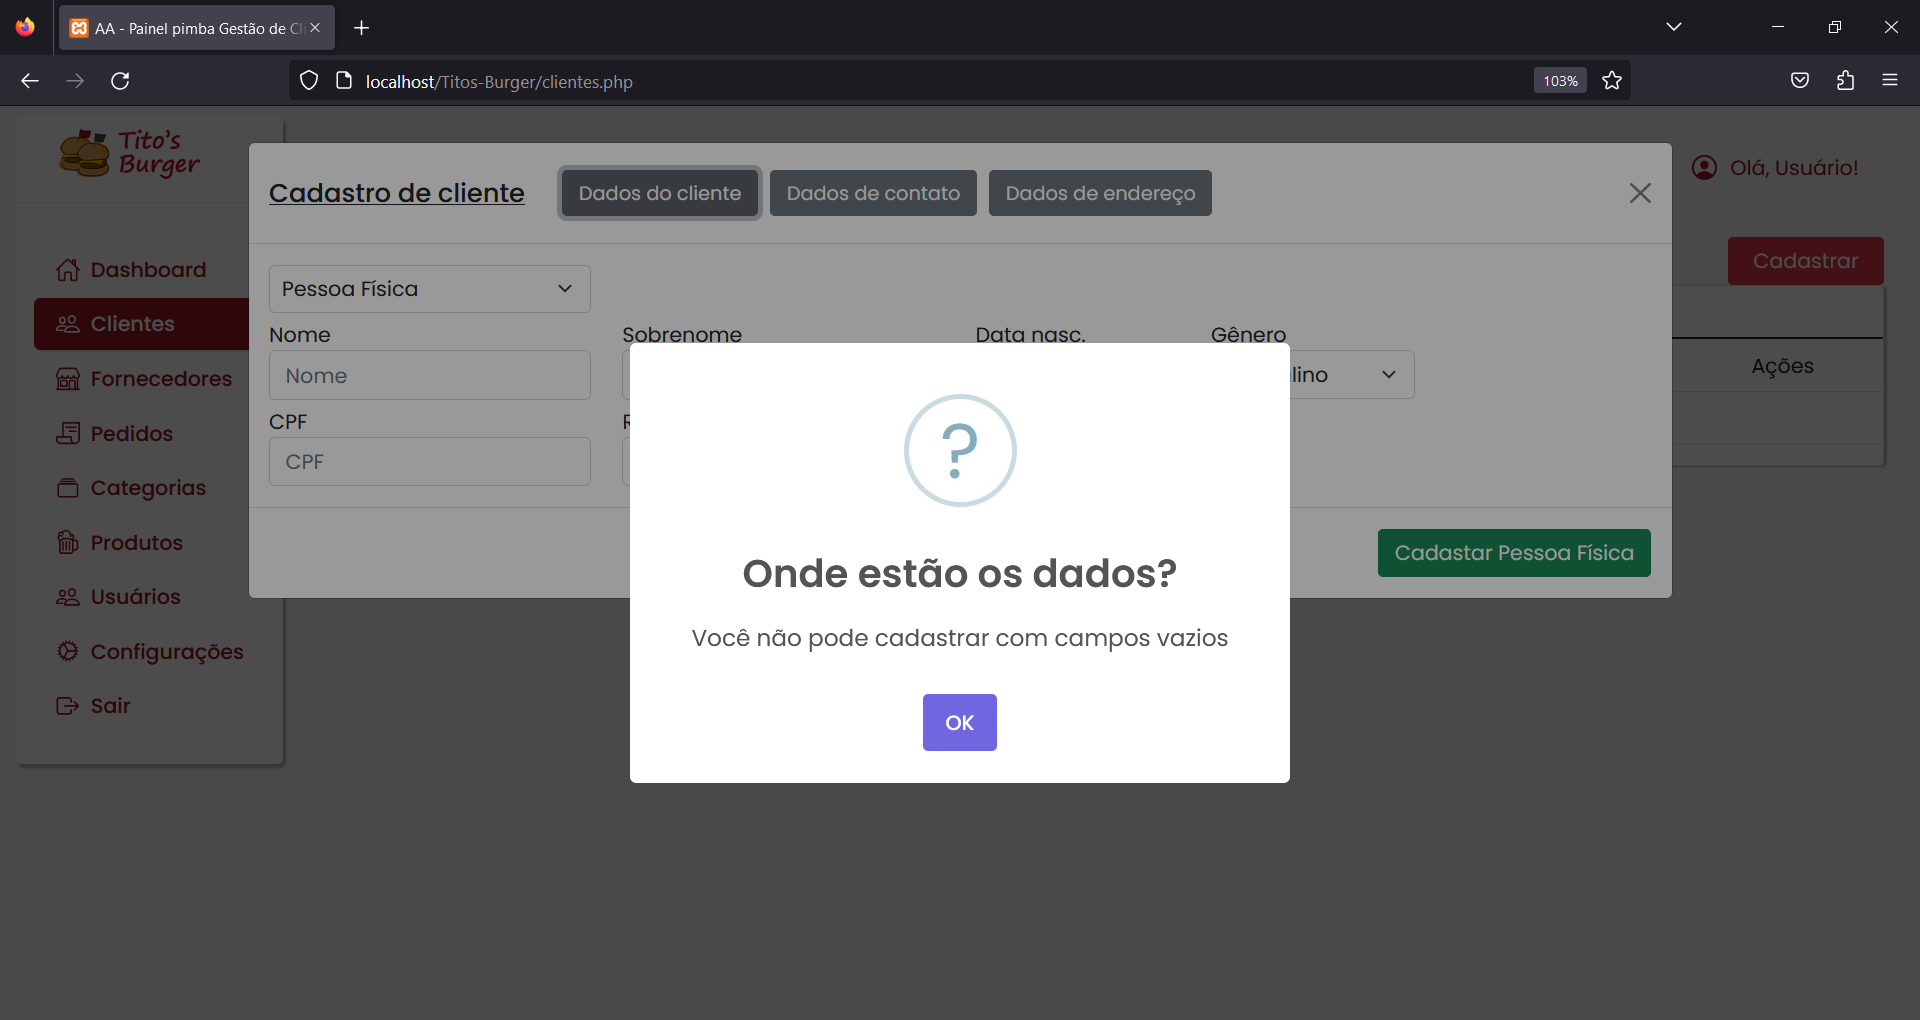 AA - Painel pimba Gestão de Cli
localhost/Titos-Burger/clientes.php
103%
Tito's
Burger
Olá, Usuário!
Cadastro de cliente
Dados do cliente
Dados de contato
Dados de endereço
Cadastrar
Dashboard
Clientes
Fornecedores
Pedidos
Categorias
Produtos
Usuários
Configurações
Sair
Pessoa Física
Nome
Sobrenome
Data nasc.
Gênero
Nome
lino
Ações
CPF
R
CPF
Cadastar Pessoa Física
?
Onde estão os dados?
Você não pode cadastrar com campos vazios
OK